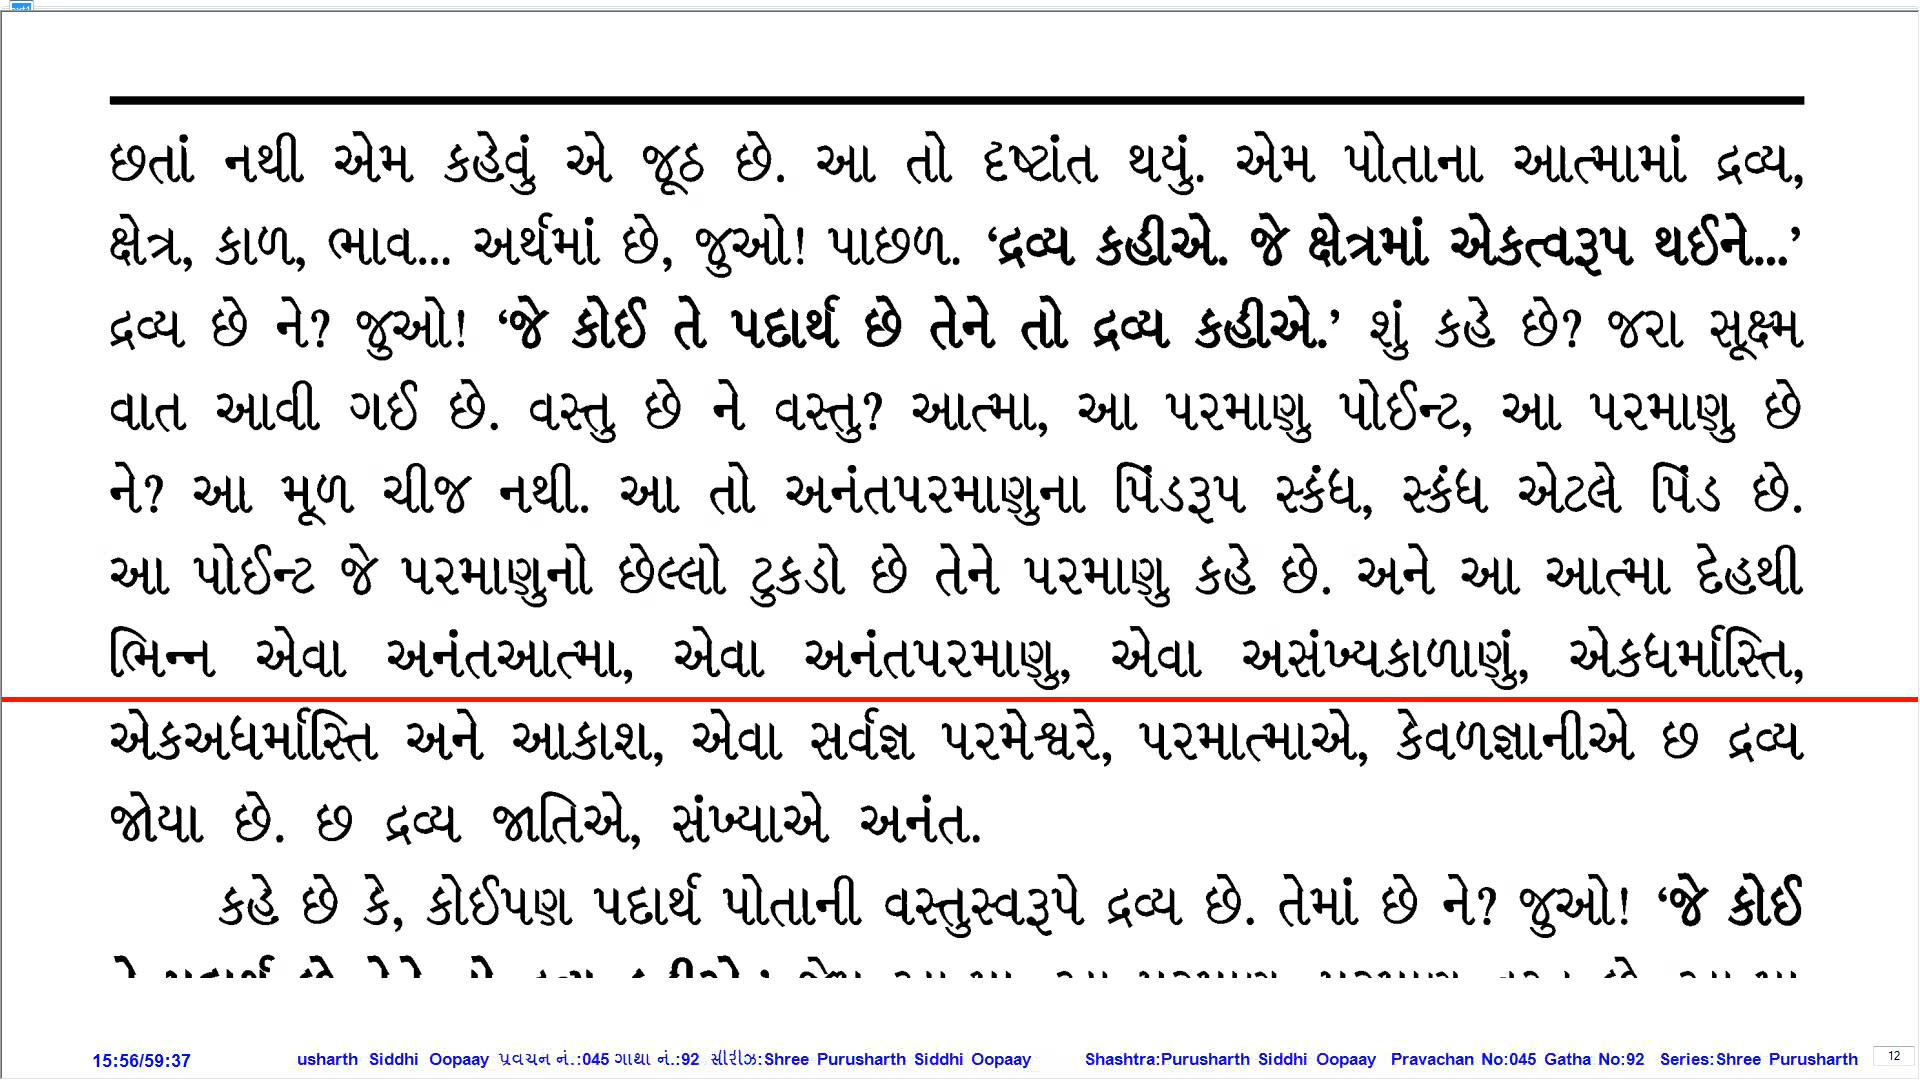 છતાં નથી એમ કહેવું એ જૂઠ છે. આ તો દૃષ્ટાંત થયું. એમ પોતાના આત્મામાં દ્રવ્ય,
ક્ષેત્ર, કાળ, ભાવ... અર્થમાં છે, જુઓ! પાછળ. ‘દ્રવ્ય કહીએ. જે ક્ષેત્રમાં એકત્વરૂપ થઈને...’
દ્રવ્ય છે ને? જુઓ! ‘જે કોઈ તે પદાર્થ છે તેને તો દ્રવ્ય કહીએ.’ શું કહે છે? જરા સૂક્ષ્મ
વાત આવી ગઈ છે. વસ્તુ છે ને વસ્તુ? આત્મા, આ પરમાણુ પોઈન્ટ, આ પરમાણુ છે
ને? આ મૂળ ચીજ નથી. આ તો અનંતપરમાણુના પિંડરૂપ સ્કંધ, સ્કંધ એટલે પિંડ છે.
આ પોઈન્ટ જે પરમાણુનો છેલ્લો ટુકડો છે તેને પરમાણુ કહે છે. અને આ આત્મા દેહથી
ભિન્ન એવા અનંતઆત્મા, એવા અનંતપરમાણુ, એવા અસંખ્યકાળાણું, એકધર્માસ્તિ,
એકઅધર્માસ્તિ અને આકાશ, એવા સર્વજ્ઞ પરમેશ્વરે, પરમાત્માએ, કેવળજ્ઞાનીએ છ દ્રવ્ય
જોયા છે. છ દ્રવ્ય જાતિએ, સંખ્યાએ અનંત.
કહે છે કે, કોઈપણ પદાર્થ પોતાની વસ્તુસ્વરૂપે દ્રવ્ય છે. તેમાં છે ને? જુઓ! ‘જે કોઈ
15:56/59:37 usharth Siddhi Oopaay પ્રવચન નં.:045 ગાથા નં.:92 સીરીઝ:Shree Purusharth Siddhi Oopaay Shashtra:Purusharth Siddhi Oopaay Pravachan No:045 Gatha No:92 Series:Shree Purusharth 12